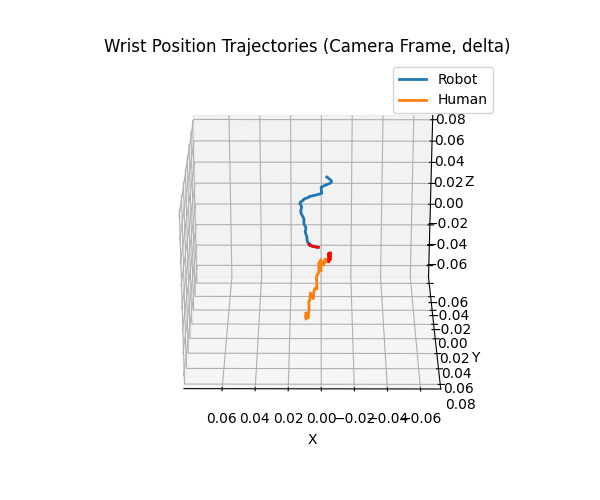 Wrist Position Trajectories (Camera Frame, delta)
Robot
Human
0.08
0.06
0.04
0.02 Z
0.00
−0.02
−0.04
−0.06
−0.06
−0.04
−0.02
0.00
0.02 Y
0.04
0.06
0.08
0.06 0.04 0.02 0.00 −0.02 −0.04 −0.06
X